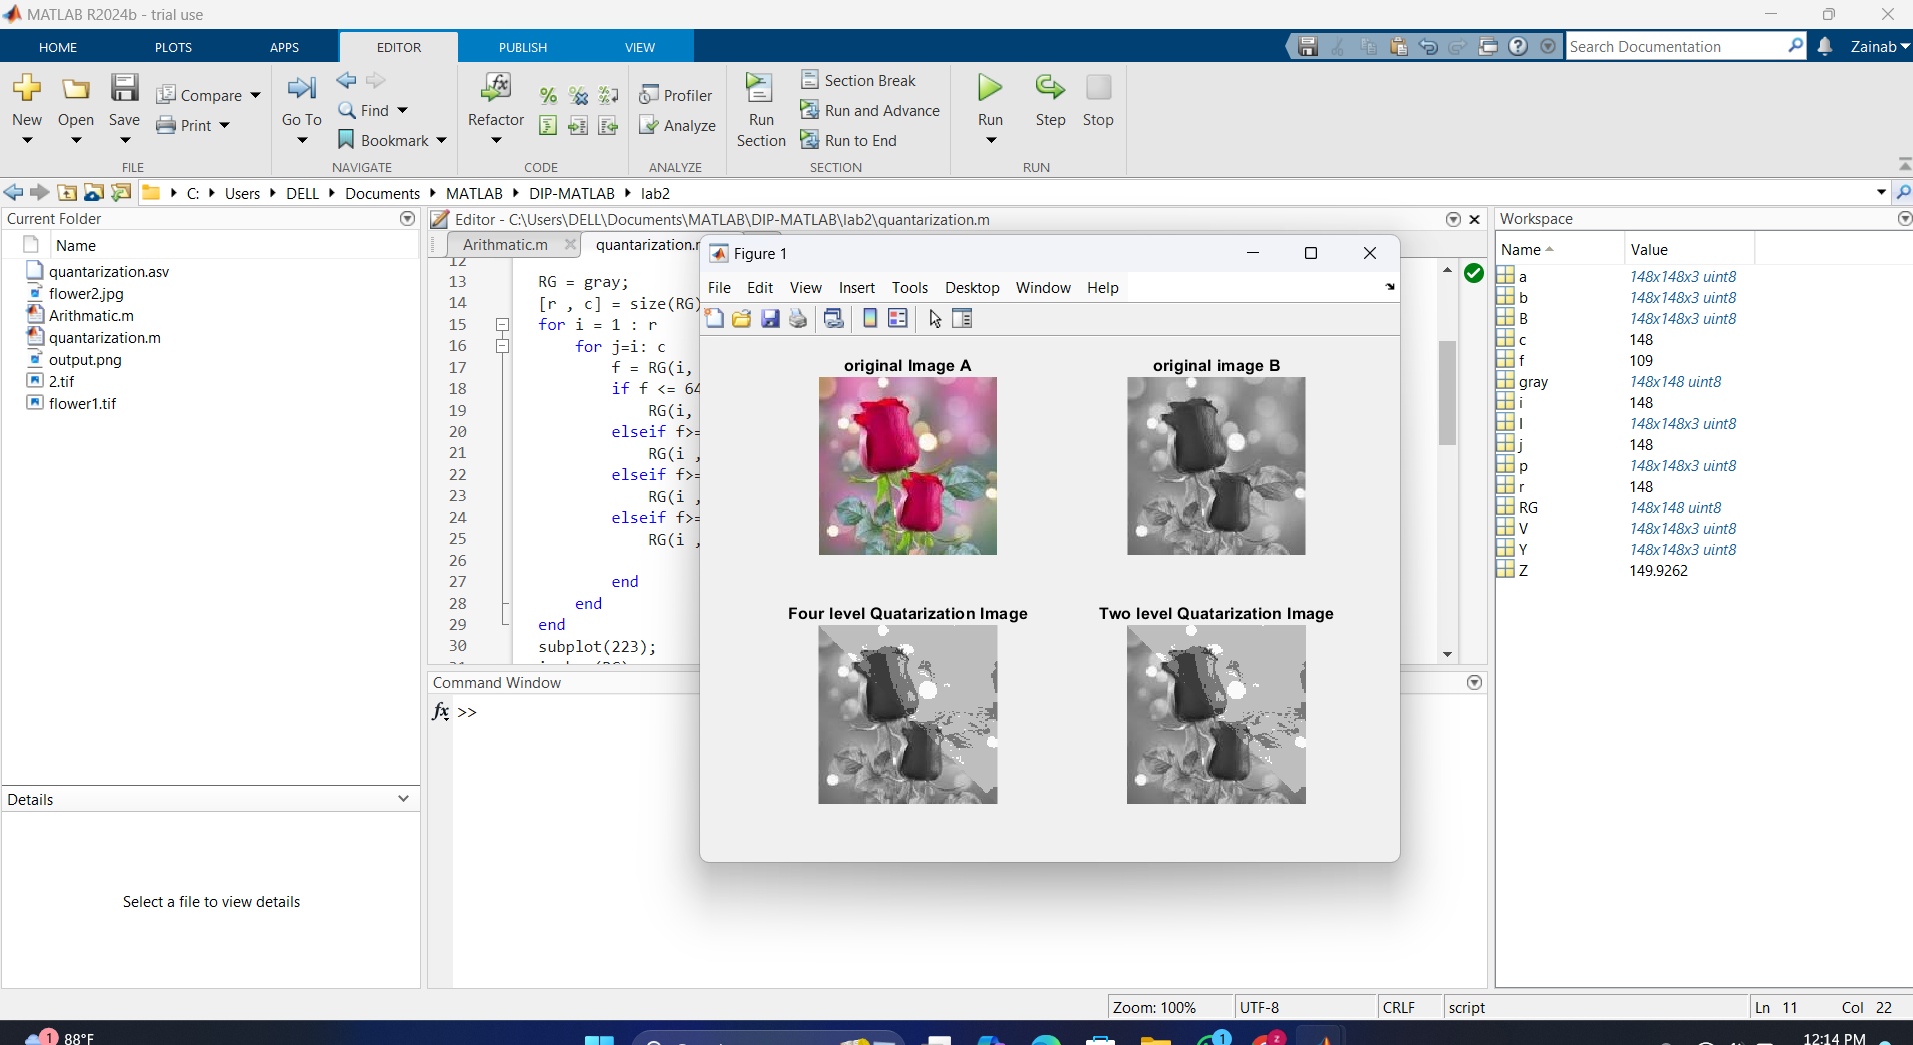 MATLAB R2024b - trial use
HOME PLOTS APPS EDITOR PUBLISH VIEW
Search Documentation
Zainab
New Open Save
Compare
Print
FILE
Go To
Find
Bookmark
NAVIGATE
Refactor
CODE
Profiler
Analyze
ANALYZE
Run Section
Section Break
Run and Advance
Run to End
SECTION
Run Step Stop
RUN
C: Users DELL Documents MATLAB DIP-MATLAB lab2
Current Folder
Name
quantarization.asv
flower2.jpg
Arithmatic.m
quantarization.m
output.png
2.tif
flower1.tif
Details
Select a file to view details
Editor - C:\Users\DELL\Documents\MATLAB\DIP-MATLAB\lab2\quantarization.m
Arithmatic.m
quantarization.
12
13 RG = gray;
14 [r , c] = size(RG)
15 for i = 1 : r
16 for j=i: c
17 f = RG(i,
18 if f <= 64
19 RG(i,
20 elseif f>=
21 RG(i ,
22 elseif f>=
23 RG(i ,
24 elseif f>=
25 RG(i ,
26
27 end
28 end
29 end
30 subplot(223);
Command Window
fx >>
Figure 1
File Edit View Insert Tools Desktop Window Help
original Image A
original image B
Four level Quatarization Image
Two level Quatarization Image
Workspace
Name Value
a 148x148x3 uint8
b 148x148x3 uint8
B 148x148x3 uint8
c 148
f 109
gray 148x148 uint8
i 148
I 148x148x3 uint8
j 148
p 148x148x3 uint8
r 148
RG 148x148 uint8
V 148x148x3 uint8
Y 148x148x3 uint8
Z 149.9262
Zoom: 100% UTF-8 CRLF script Ln 11 Col 22
1 88°F
1
z
12:14 PM